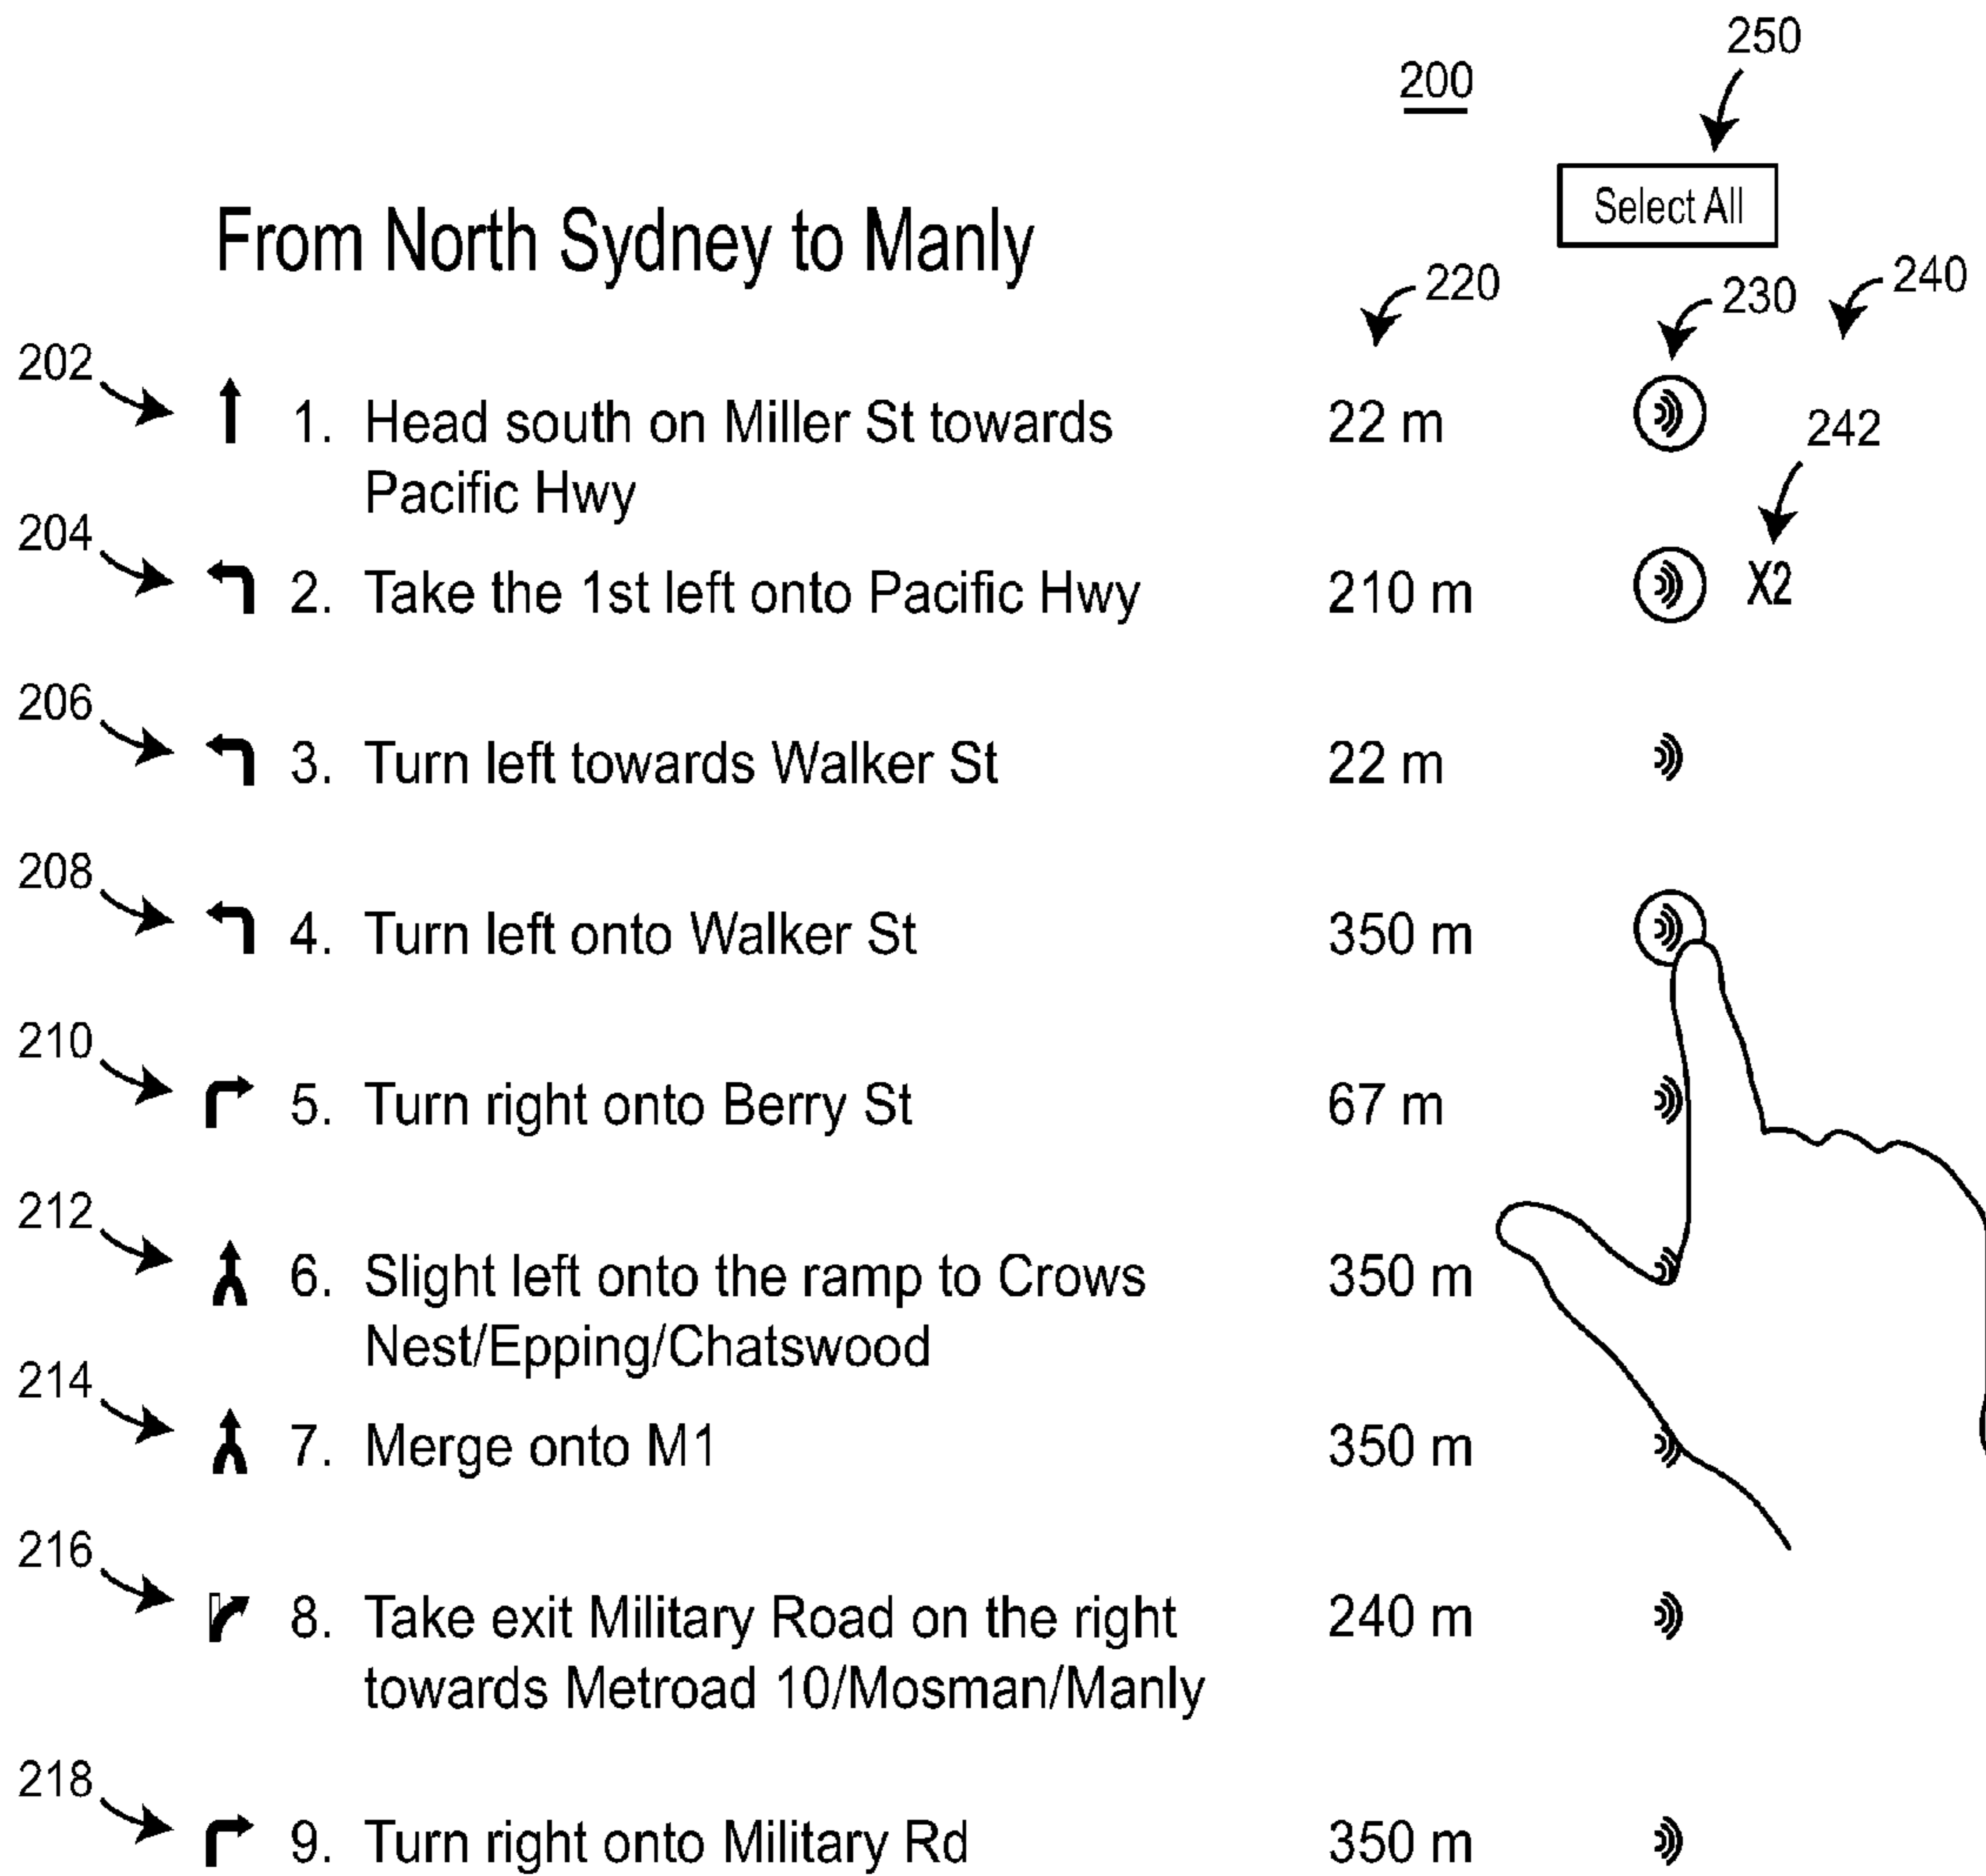 250
200
Select All
From North Sydney to Manly
220
230
240
202
1. Head south on Miller St towards
Pacific Hwy
22 m
242
204
2. Take the 1st left onto Pacific Hwy
210 m
X2
206
3. Turn left towards Walker St
22 m
208
4. Turn left onto Walker St
350 m
210
5. Turn right onto Berry St
67 m
212
6. Slight left onto the ramp to Crows
Nest/Epping/Chatswood
350 m
214
7. Merge onto M1
350 m
216
8. Take exit Military Road on the right
towards Metroad 10/Mosman/Manly
240 m
218
9. Turn right onto Military Rd
350 m